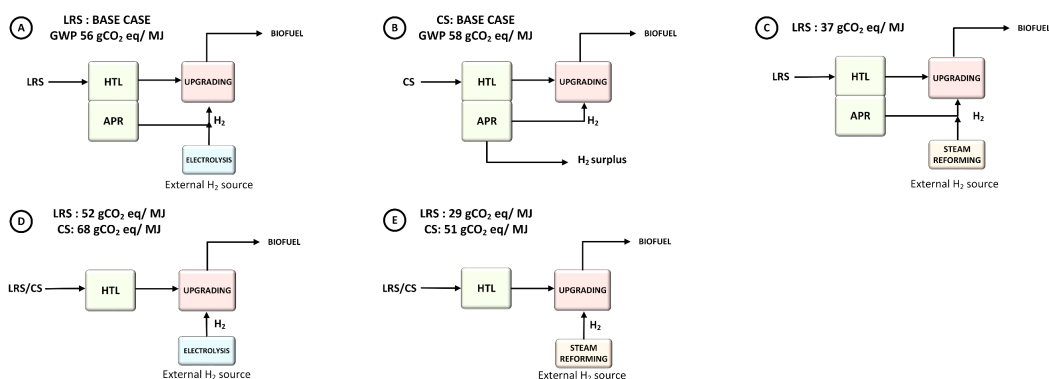 A
LRS : BASE CASE
GWP 56 gCO₂ eq/ MJ
BIOFUEL
LRS
HTL
UPGRADING
APR
H₂
ELECTROLYSIS
External H₂ source
B
CS: BASE CASE
GWP 58 gCO₂ eq/ MJ
BIOFUEL
CS
HTL
UPGRADING
APR
H₂
H₂ surplus
C
LRS : 37 gCO₂ eq/ MJ
BIOFUEL
LRS
HTL
UPGRADING
APR
H₂
STEAM
REFORMING
External H₂ source
D
LRS : 52 gCO₂ eq/ MJ
CS: 68 gCO₂ eq/ MJ
BIOFUEL
LRS/CS
HTL
UPGRADING
H₂
ELECTROLYSIS
External H₂ source
E
LRS : 29 gCO₂ eq/ MJ
CS: 51 gCO₂ eq/ MJ
BIOFUEL
LRS/CS
HTL
UPGRADING
H₂
STEAM
REFORMING
External H₂ source